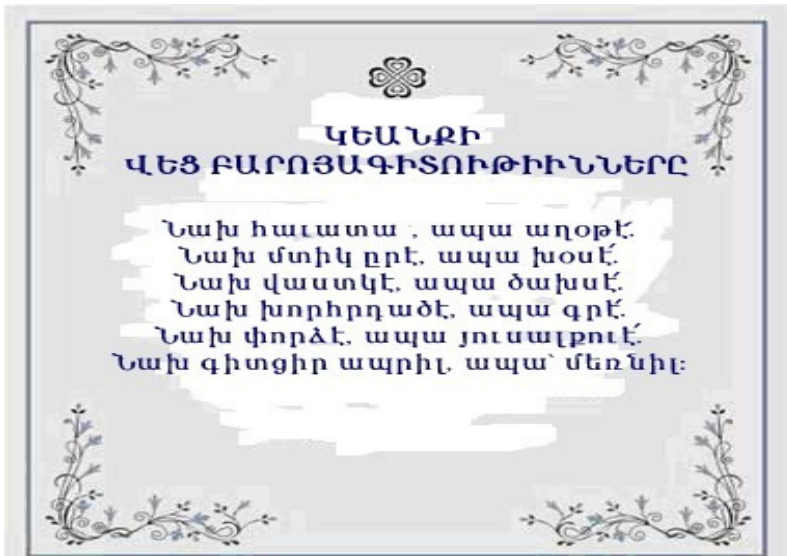 ԿԵԱՆՔԻ
ՎԵՑ ԲԱՐՈՅԱԳԻՏՈՒԹԻՒՆՆԵՐԸ
Նախ հաւատա , ապա աղօթէ՛.
Նախ մտիկ ըրէ, ապա խօսէ՛.
Նախ վաստկէ, ապա ծախսէ՛.
Նախ խորհրդածէ, ապա գրէ՛.
Նախ փորձէ, ապա յուսալքուէ՛.
Նախ գիտցիր ապրիլ, ապա՝ մեռնիլ: